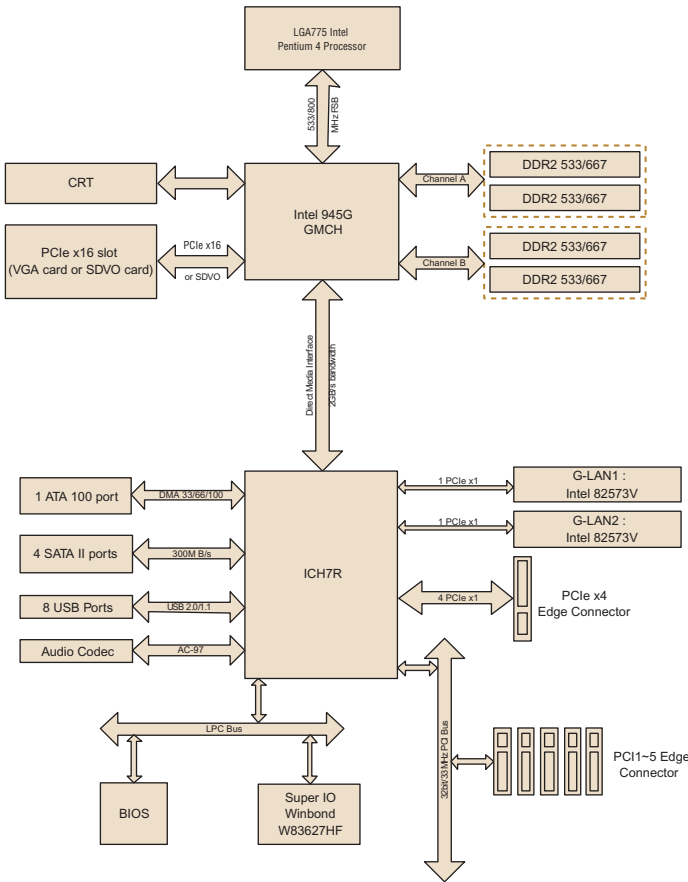 LGA775 Intel
Pentium 4 Processor
533/800
MHz FSB
CRT
Intel 945G
GMCH
Channel A
DDR2 533/667
DDR2 533/667
PCIe x16 slot
(VGA card or SDVO card)
PCIe x16
or SDVO
Channel B
DDR2 533/667
DDR2 533/667
Direct Media Interface
2GB/s bandwidth
1 ATA 100 port
DMA 33/66/100
4 SATA II ports
300M B/s
8 USB Ports
USB 2.0/1.1
Audio Codec
AC-97
ICH7R
1 PCIe x1
G-LAN1 :
Intel 82573V
1 PCIe x1
G-LAN2 :
Intel 82573V
4 PCIe x1
PCIe x4
Edge Connector
LPC Bus
32bit/33 MHz PCI Bus
PCI1~5 Edge
Connector
BIOS
Super IO
Winbond
W83627HF